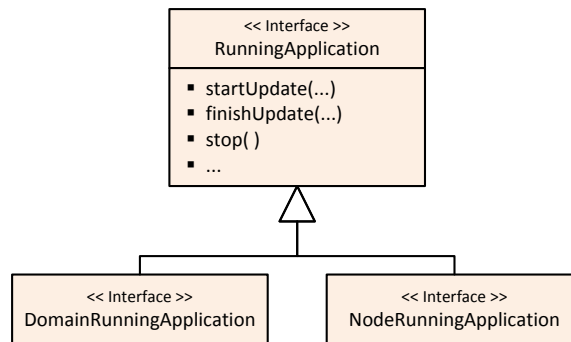 << Interface >>
RunningApplication
▪ startUpdate(...)
▪ finishUpdate(...)
▪ stop( )
▪ ...
<< Interface >>
DomainRunningApplication
<< Interface >>
NodeRunningApplication